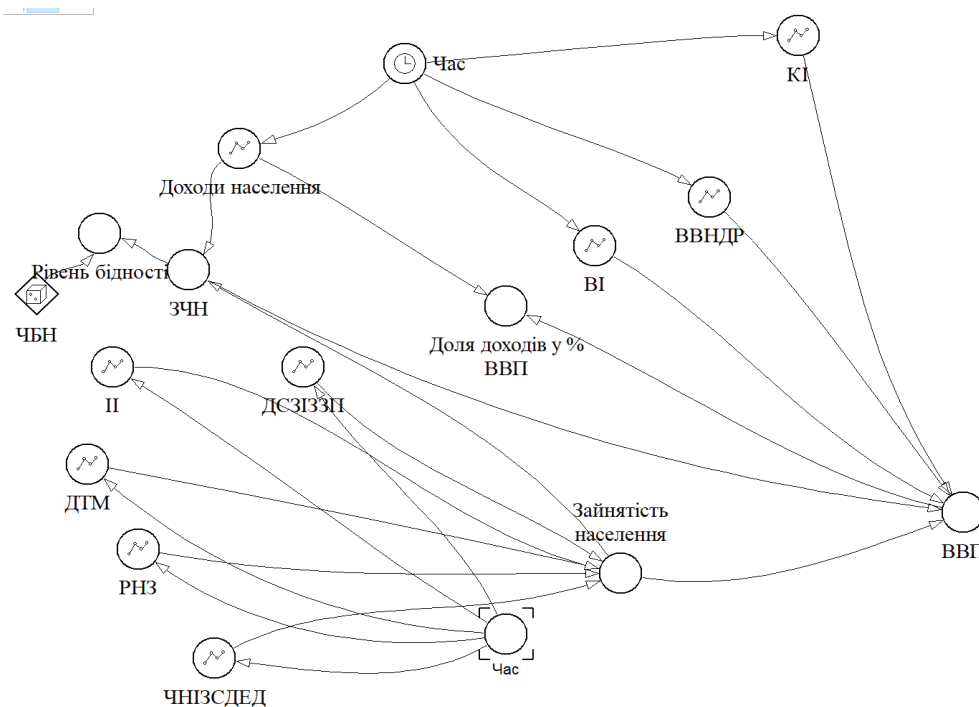 Час
КІ
Доходи населення
ВВНДР
Рівень бідності
ВІ
ЗЧН
ЧБН
Доля доходів у %
ВВП
ІІ
ДСЗІЗЗП
ДТМ
Зайнятість
населення
ВВП
РНЗ
Час
ЧНІЗСДЕД